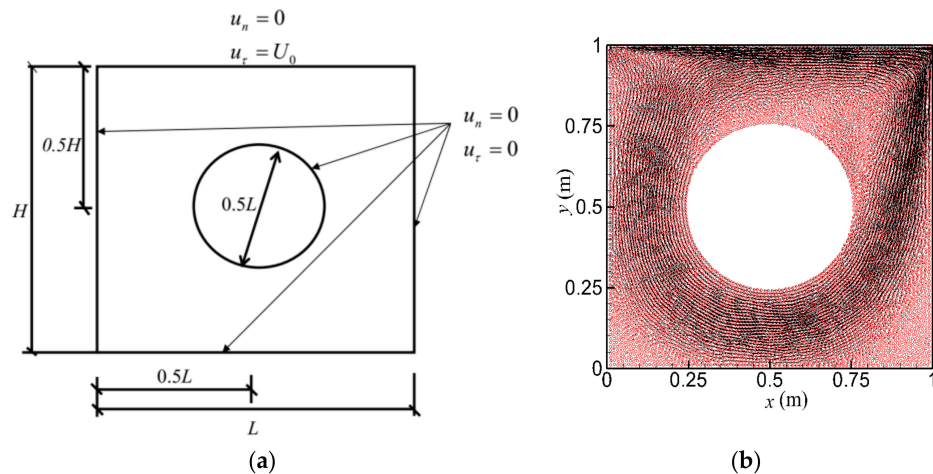 u_n = 0
u_τ = U_0
0.5H
H
0.5L
u_n = 0
u_τ = 0
0.5L
L
(a)
1
0.75
0.5
0.25
0
y (m)
0 0.25 0.5 0.75 1
x (m)
(b)